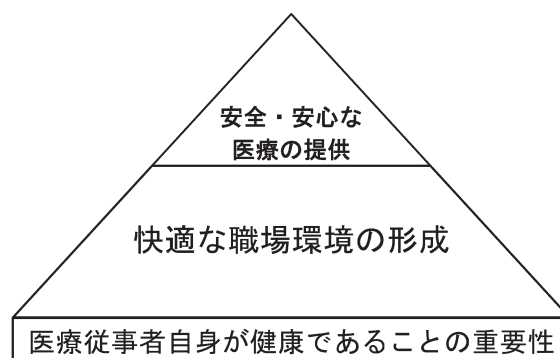 安全・安心な
医療の提供
快適な職場環境の形成
医療従事者自身が健康であることの重要性